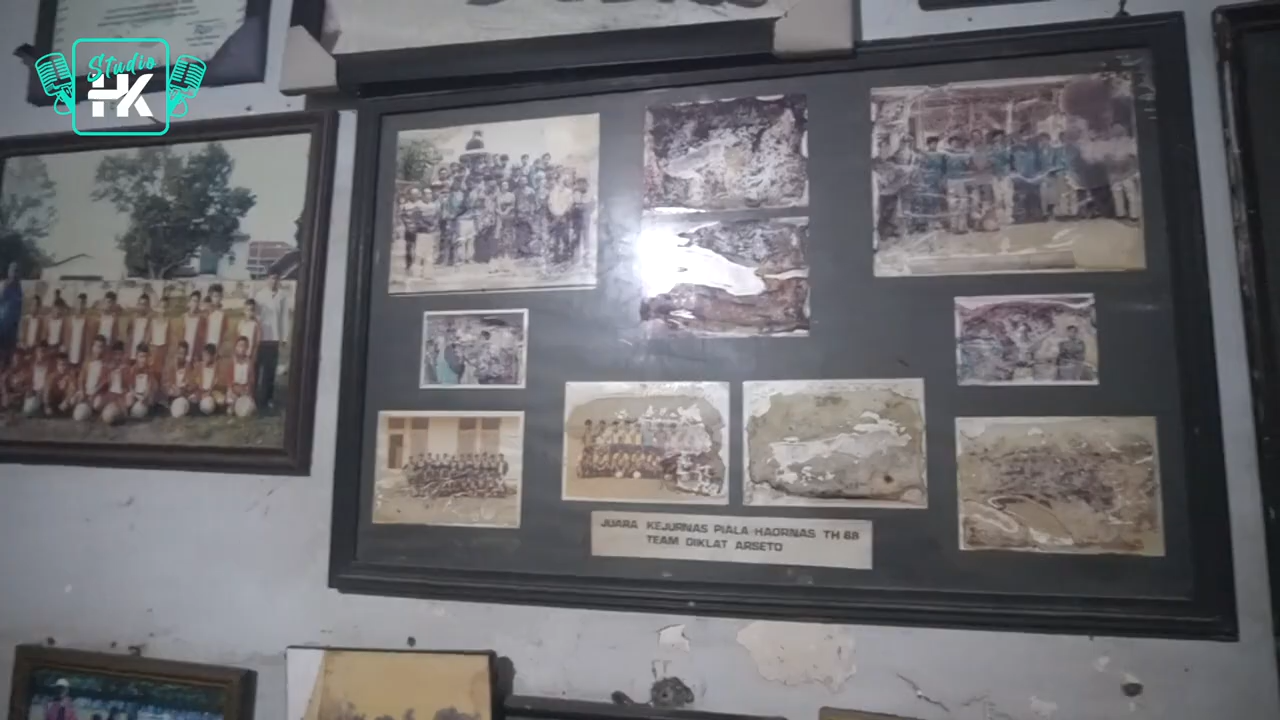 Studio
HK
JUARA KEJURNAS PIALA HAORNAS TH 88
TEAM DIKLAT ARSETO